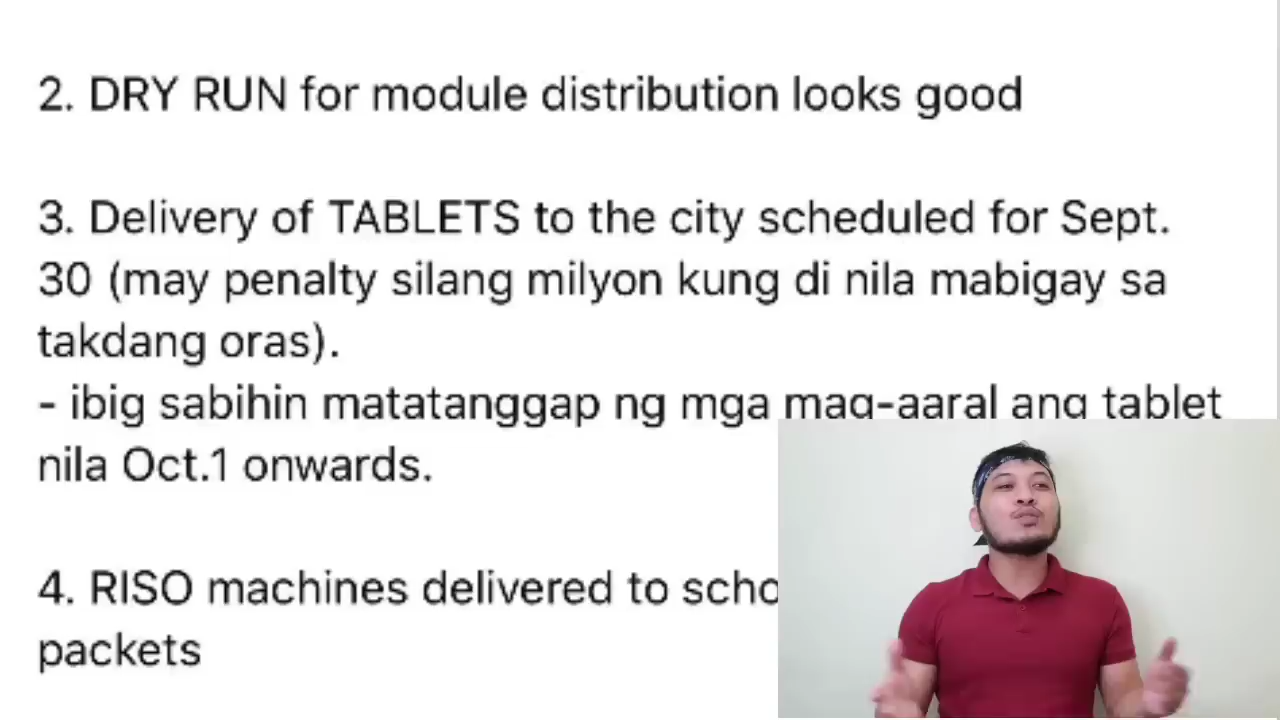 2. DRY RUN for module distribution looks good
3. Delivery of TABLETS to the city scheduled for Sept.
30 (may penalty silang milyon kung di nila mabigay sa
takdang oras).
- ibig sabihin matatanggap ng mga mag-aaral ang tablet
nila Oct.1 onwards.
4. RISO machines delivered to
packets